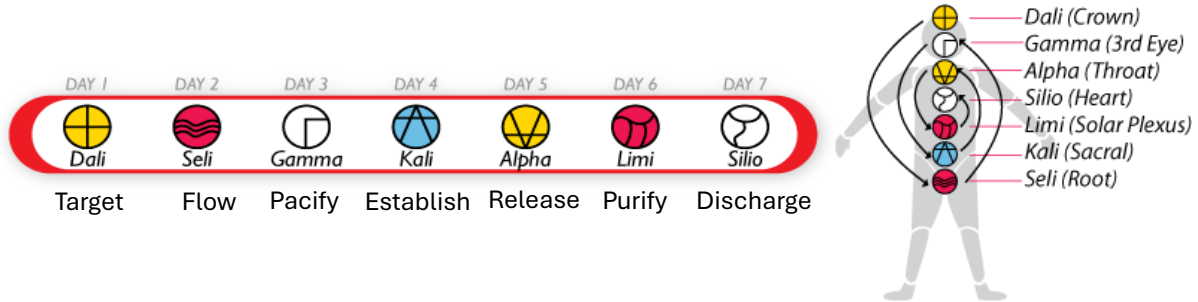 DAY 1 DAY 2 DAY 3 DAY 4 DAY 5 DAY 6 DAY 7
Dali Seli Gamma Kali Alpha Limi Silio
Target Flow Pacify Establish Release Purify Discharge
Dali (Crown)
Gamma (3rd Eye)
Alpha (Throat)
Silio (Heart)
Limi (Solar Plexus)
Kali (Sacral)
Seli (Root)